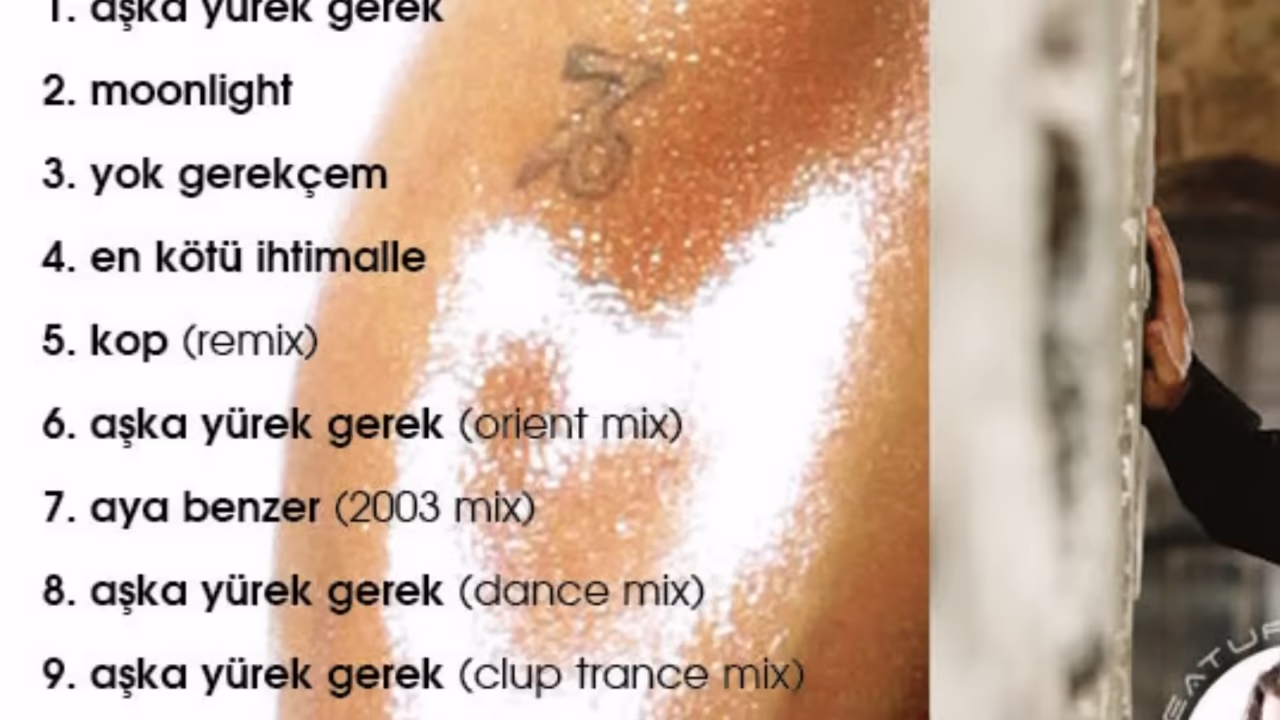 1. aşka yürek gerek
2. moonlight
3. yok gerekçem
4. en kötü ihtimalle
5. kop (remix)
6. aşka yürek gerek (orient mix)
7. aya benzer (2003 mix)
8. aşka yürek gerek (dance mix)
9. aşka yürek gerek (clup trance mix)